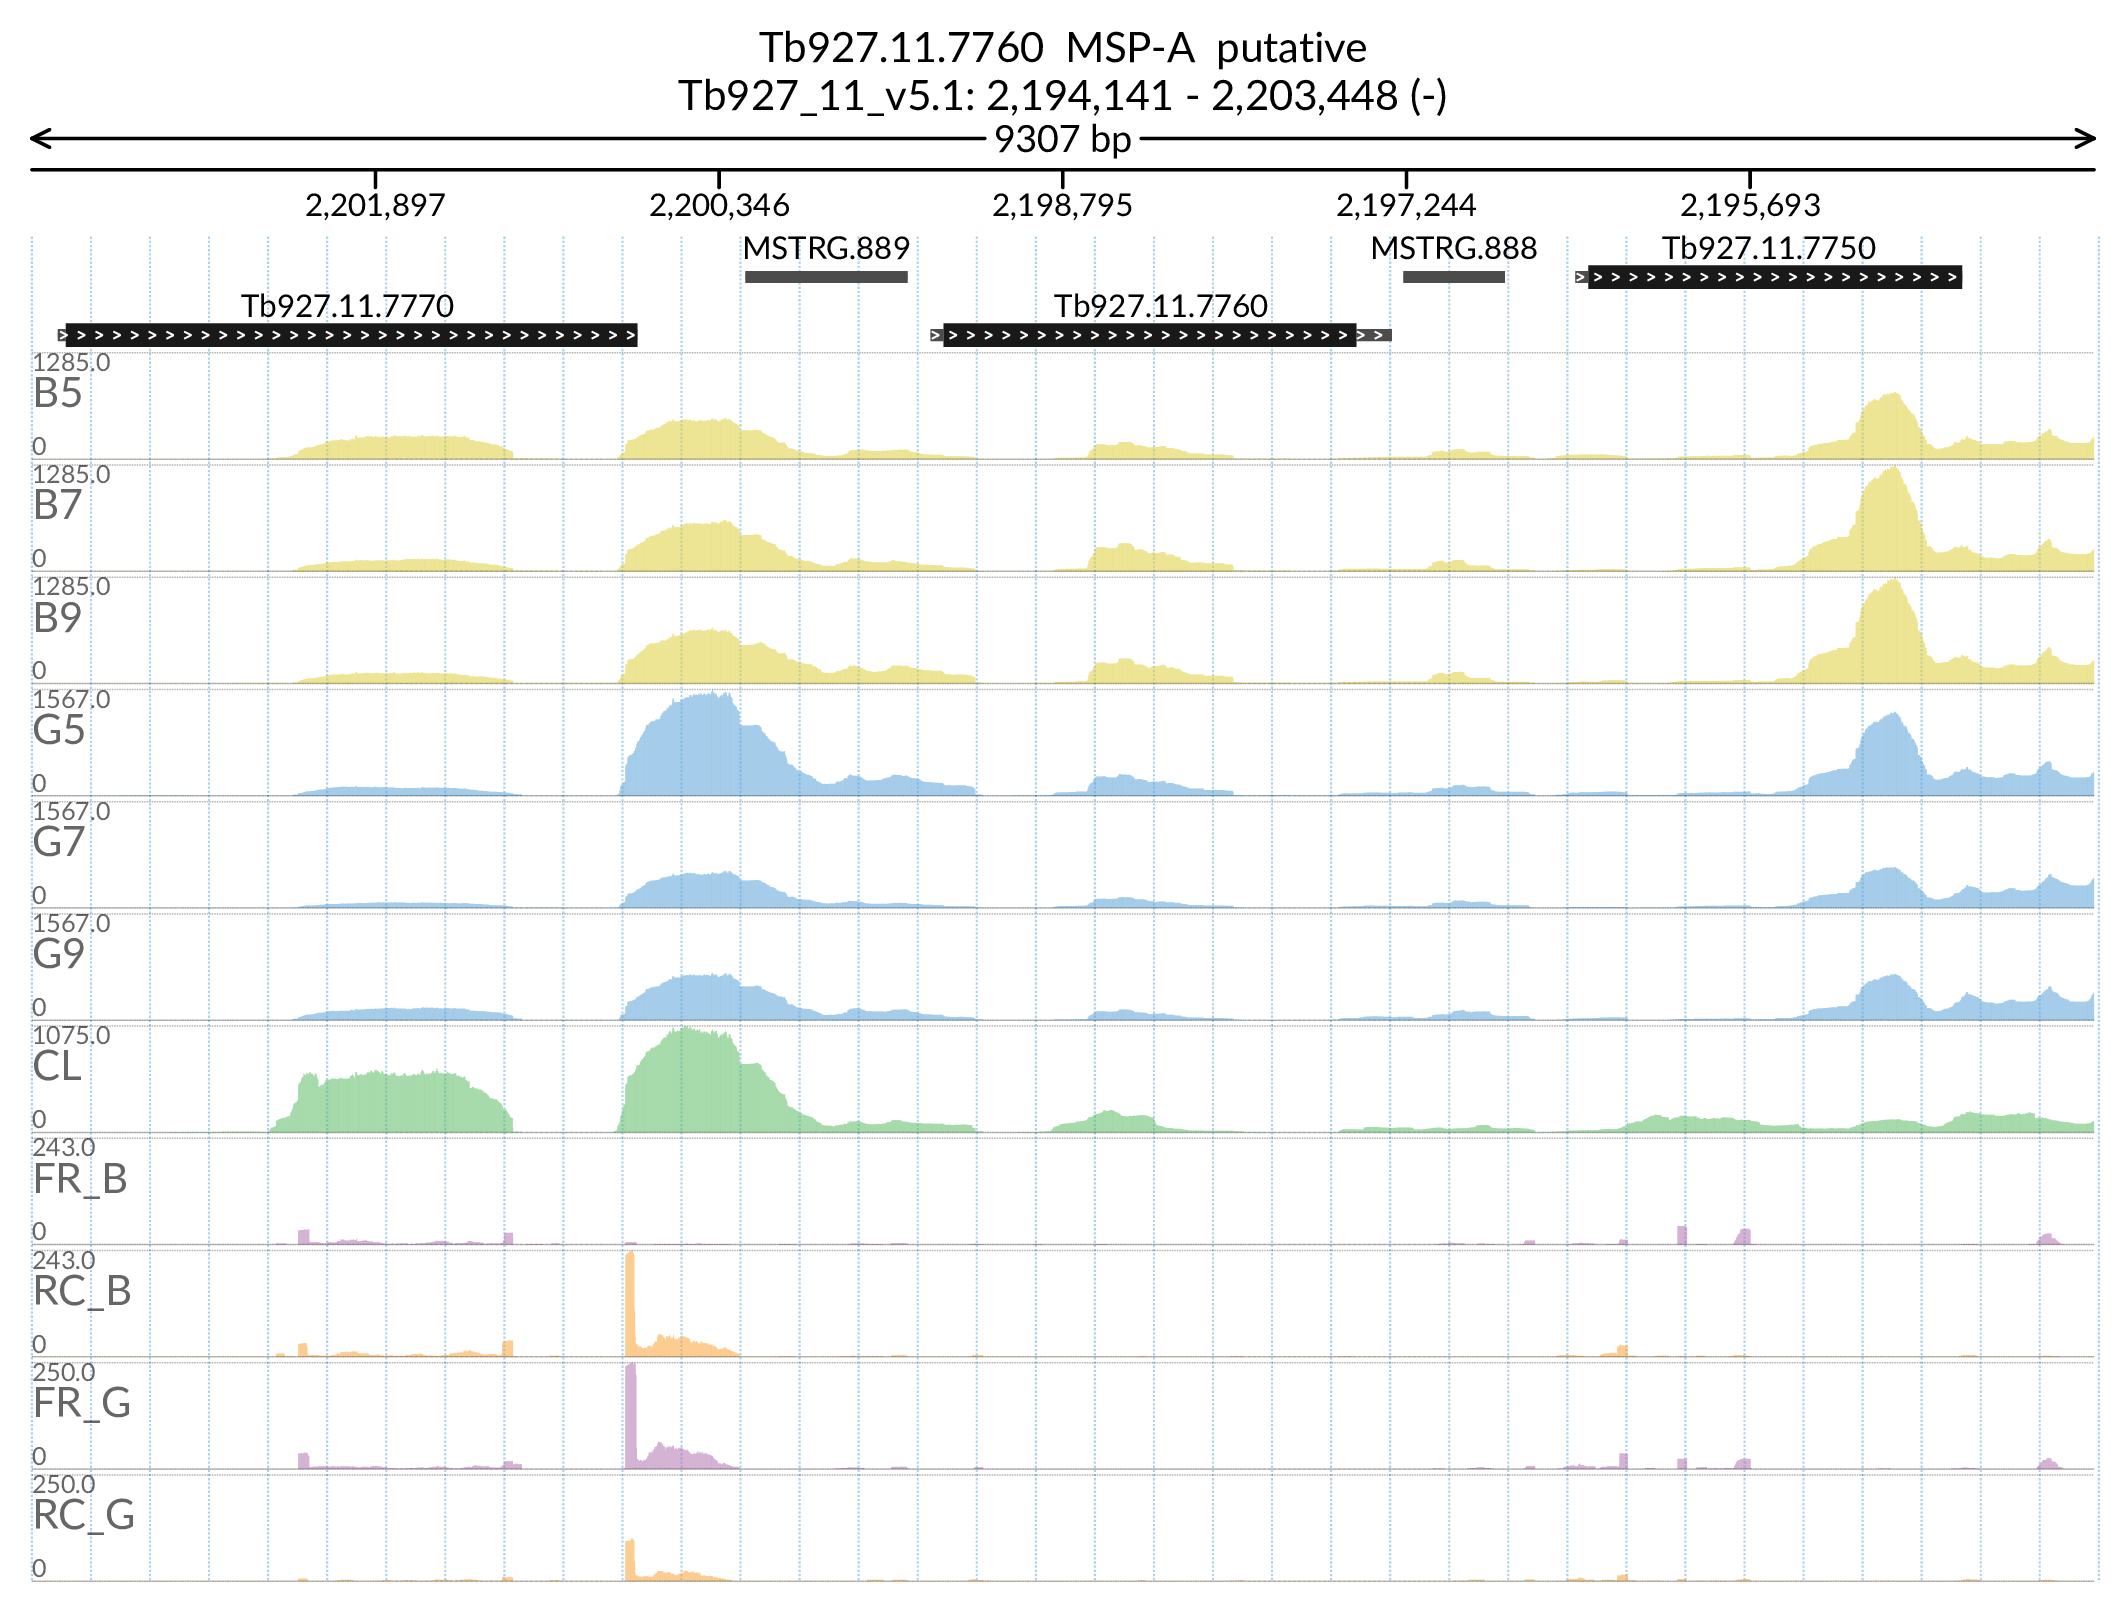 Tb927.11.7760 MSP-A putative
Tb927_11_v5.1: 2,194,141 - 2,203,448 (-)
9307 bp
2,201,897 2,200,346 2,198,795 2,197,244 2,195,693
MSTRG.889 MSTRG.888 Tb927.11.7750
Tb927.11.7770 Tb927.11.7760
1285.0
B5
0
1285.0
B7
0
1285.0
B9
0
1567.0
G5
0
1567.0
G7
0
1567.0
G9
0
1075.0
CL
0
243.0
FR_B
0
243.0
RC_B
0
250.0
FR_G
0
250.0
RC_G
0